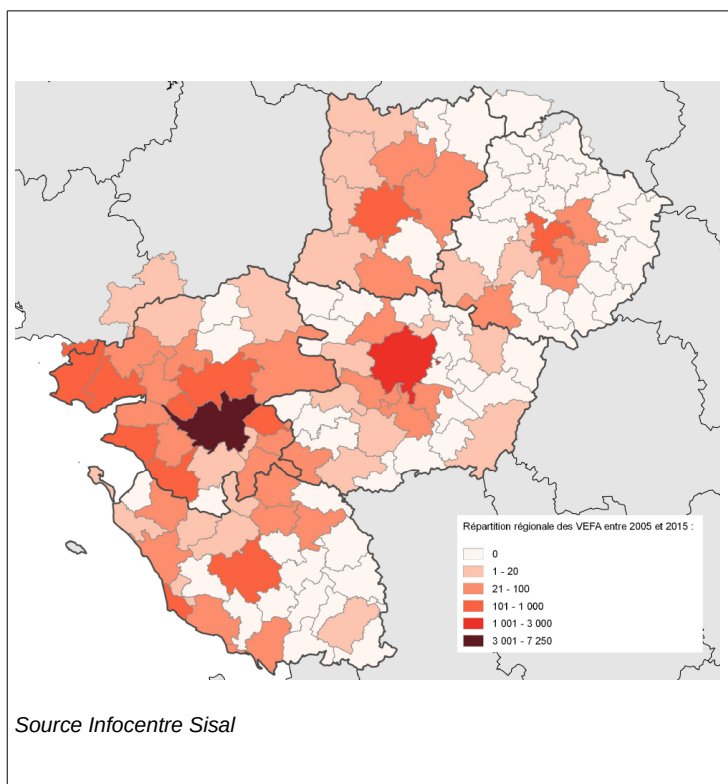 Répartition régionale des VEFA entre 2005 et 2015 :
0
1 - 20
21 - 100
101 - 1 000
1 001 - 3 000
3 001 - 7 250
Source Infocentre Sisal